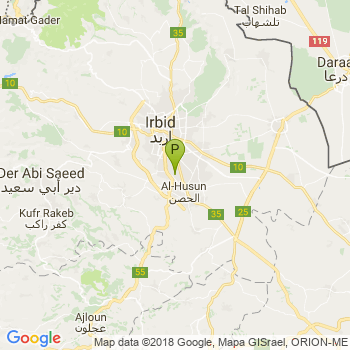 Hamat Gader
35
Tal Shihab
تل شهاب
119
Daraa
درعا
10
Irbid
إربد
10
P
10
Der Abi Saeed
دير أبي سعيد
Al-Husun
الحصن
Kufr Rakeb
كفر راكب
35
25
55
Ajloun
عجلون
Google
Map data ©2018 Google, Mapa GISrael, ORION-ME